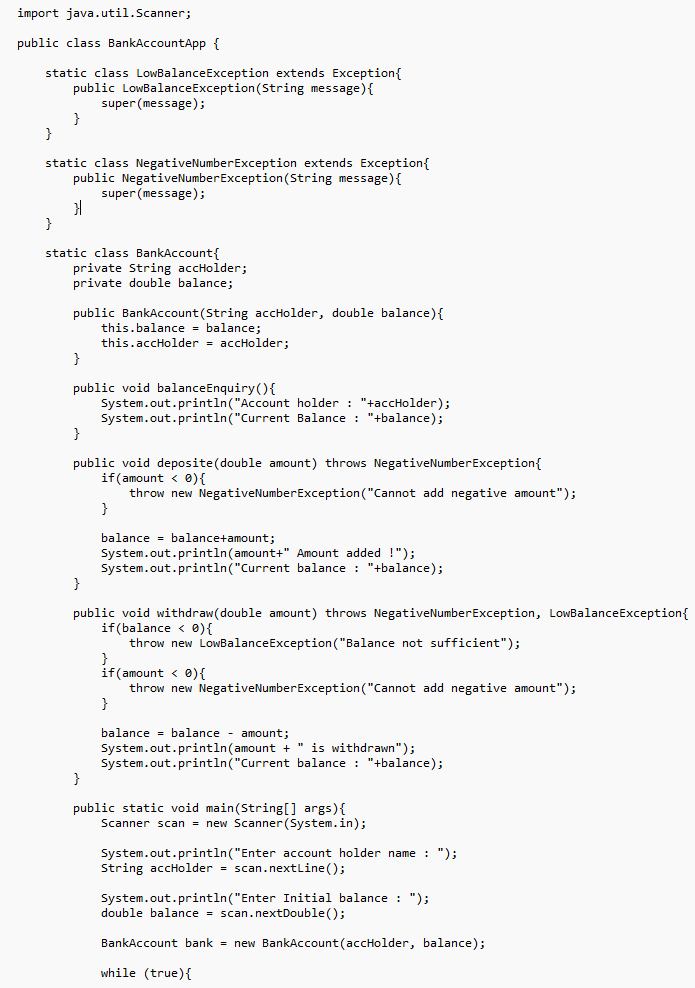 import java.util.Scanner;

public class BankAccountApp {

    static class LowBalanceException extends Exception{
        public LowBalanceException(String message){
            super(message);
        }
    }

    static class NegativeNumberException extends Exception{
        public NegativeNumberException(String message){
            super(message);
        }
    }

    static class BankAccount{
        private String accHolder;
        private double balance;

        public BankAccount(String accHolder, double balance){
            this.balance = balance;
            this.accHolder = accHolder;
        }

        public void balanceEnquiry(){
            System.out.println("Account holder : "+accHolder);
            System.out.println("Current Balance : "+balance);
        }

        public void deposite(double amount) throws NegativeNumberException{
            if(amount < 0){
                throw new NegativeNumberException("Cannot add negative amount");
            }

            balance = balance+amount;
            System.out.println(amount+" Amount added !");
            System.out.println("Current balance : "+balance);
        }

        public void withdraw(double amount) throws NegativeNumberException, LowBalanceException{
            if(balance < 0){
                throw new LowBalanceException("Balance not sufficient");
            }
            if(amount < 0){
                throw new NegativeNumberException("Cannot add negative amount");
            }

            balance = balance - amount;
            System.out.println(amount + " is withdrawn");
            System.out.println("Current balance : "+balance);
        }

        public static void main(String[] args){
            Scanner scan = new Scanner(System.in);

            System.out.println("Enter account holder name : ");
            String accHolder = scan.nextLine();

            System.out.println("Enter Initial balance : ");
            double balance = scan.nextDouble();

            BankAccount bank = new BankAccount(accHolder, balance);

            while (true){